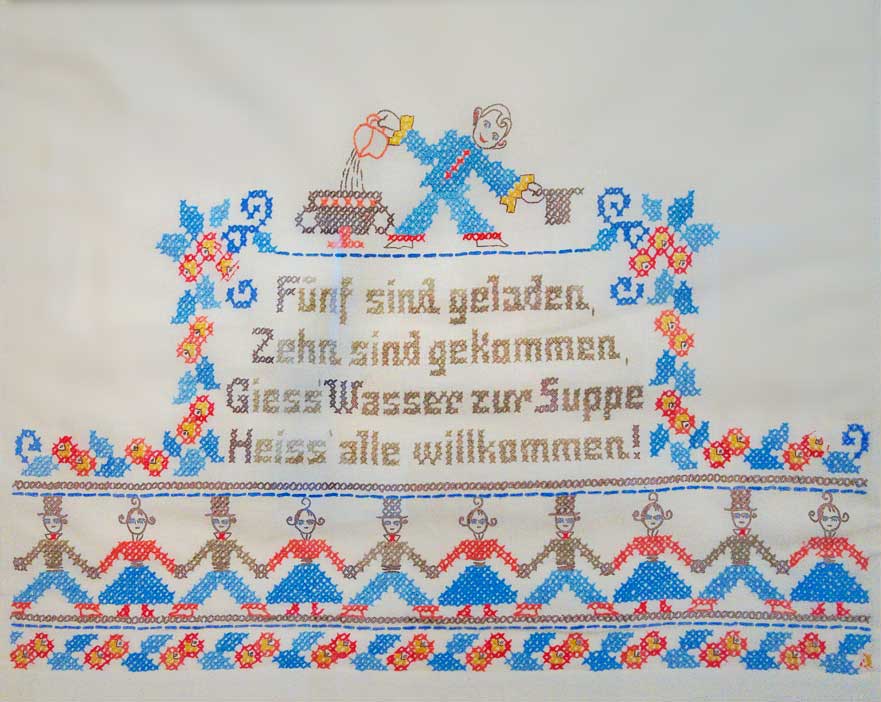 Fünf sind geladen,
Zehn sind gekommen,
Giess' Wasser zur Suppe
Heiss' alle willkommen!